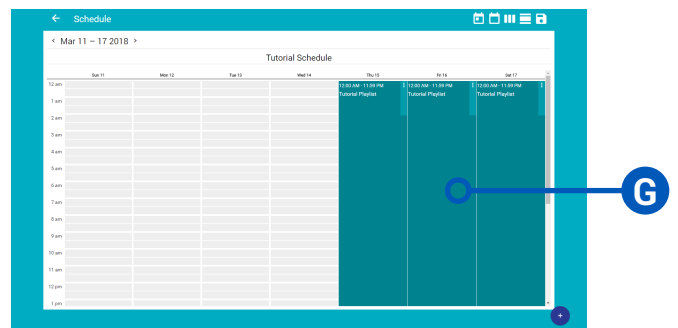 Schedule
Mar 11 – 17 2018
Tutorial Schedule
Sun 11 Mon 12 Tue 13 Wed 14 Thu 15 Fri 16 Sat 17
12 am
12:00 AM - 11:59 PM 12:00 AM - 11:59 PM 12:00 AM - 11:59 PM
Tutorial Playlist Tutorial Playlist Tutorial Playlist
1 am
2 am
3 am
4 am
5 am
6 am
7 am
G
8 am
9 am
10 am
11 am
12 pm
1 pm
+